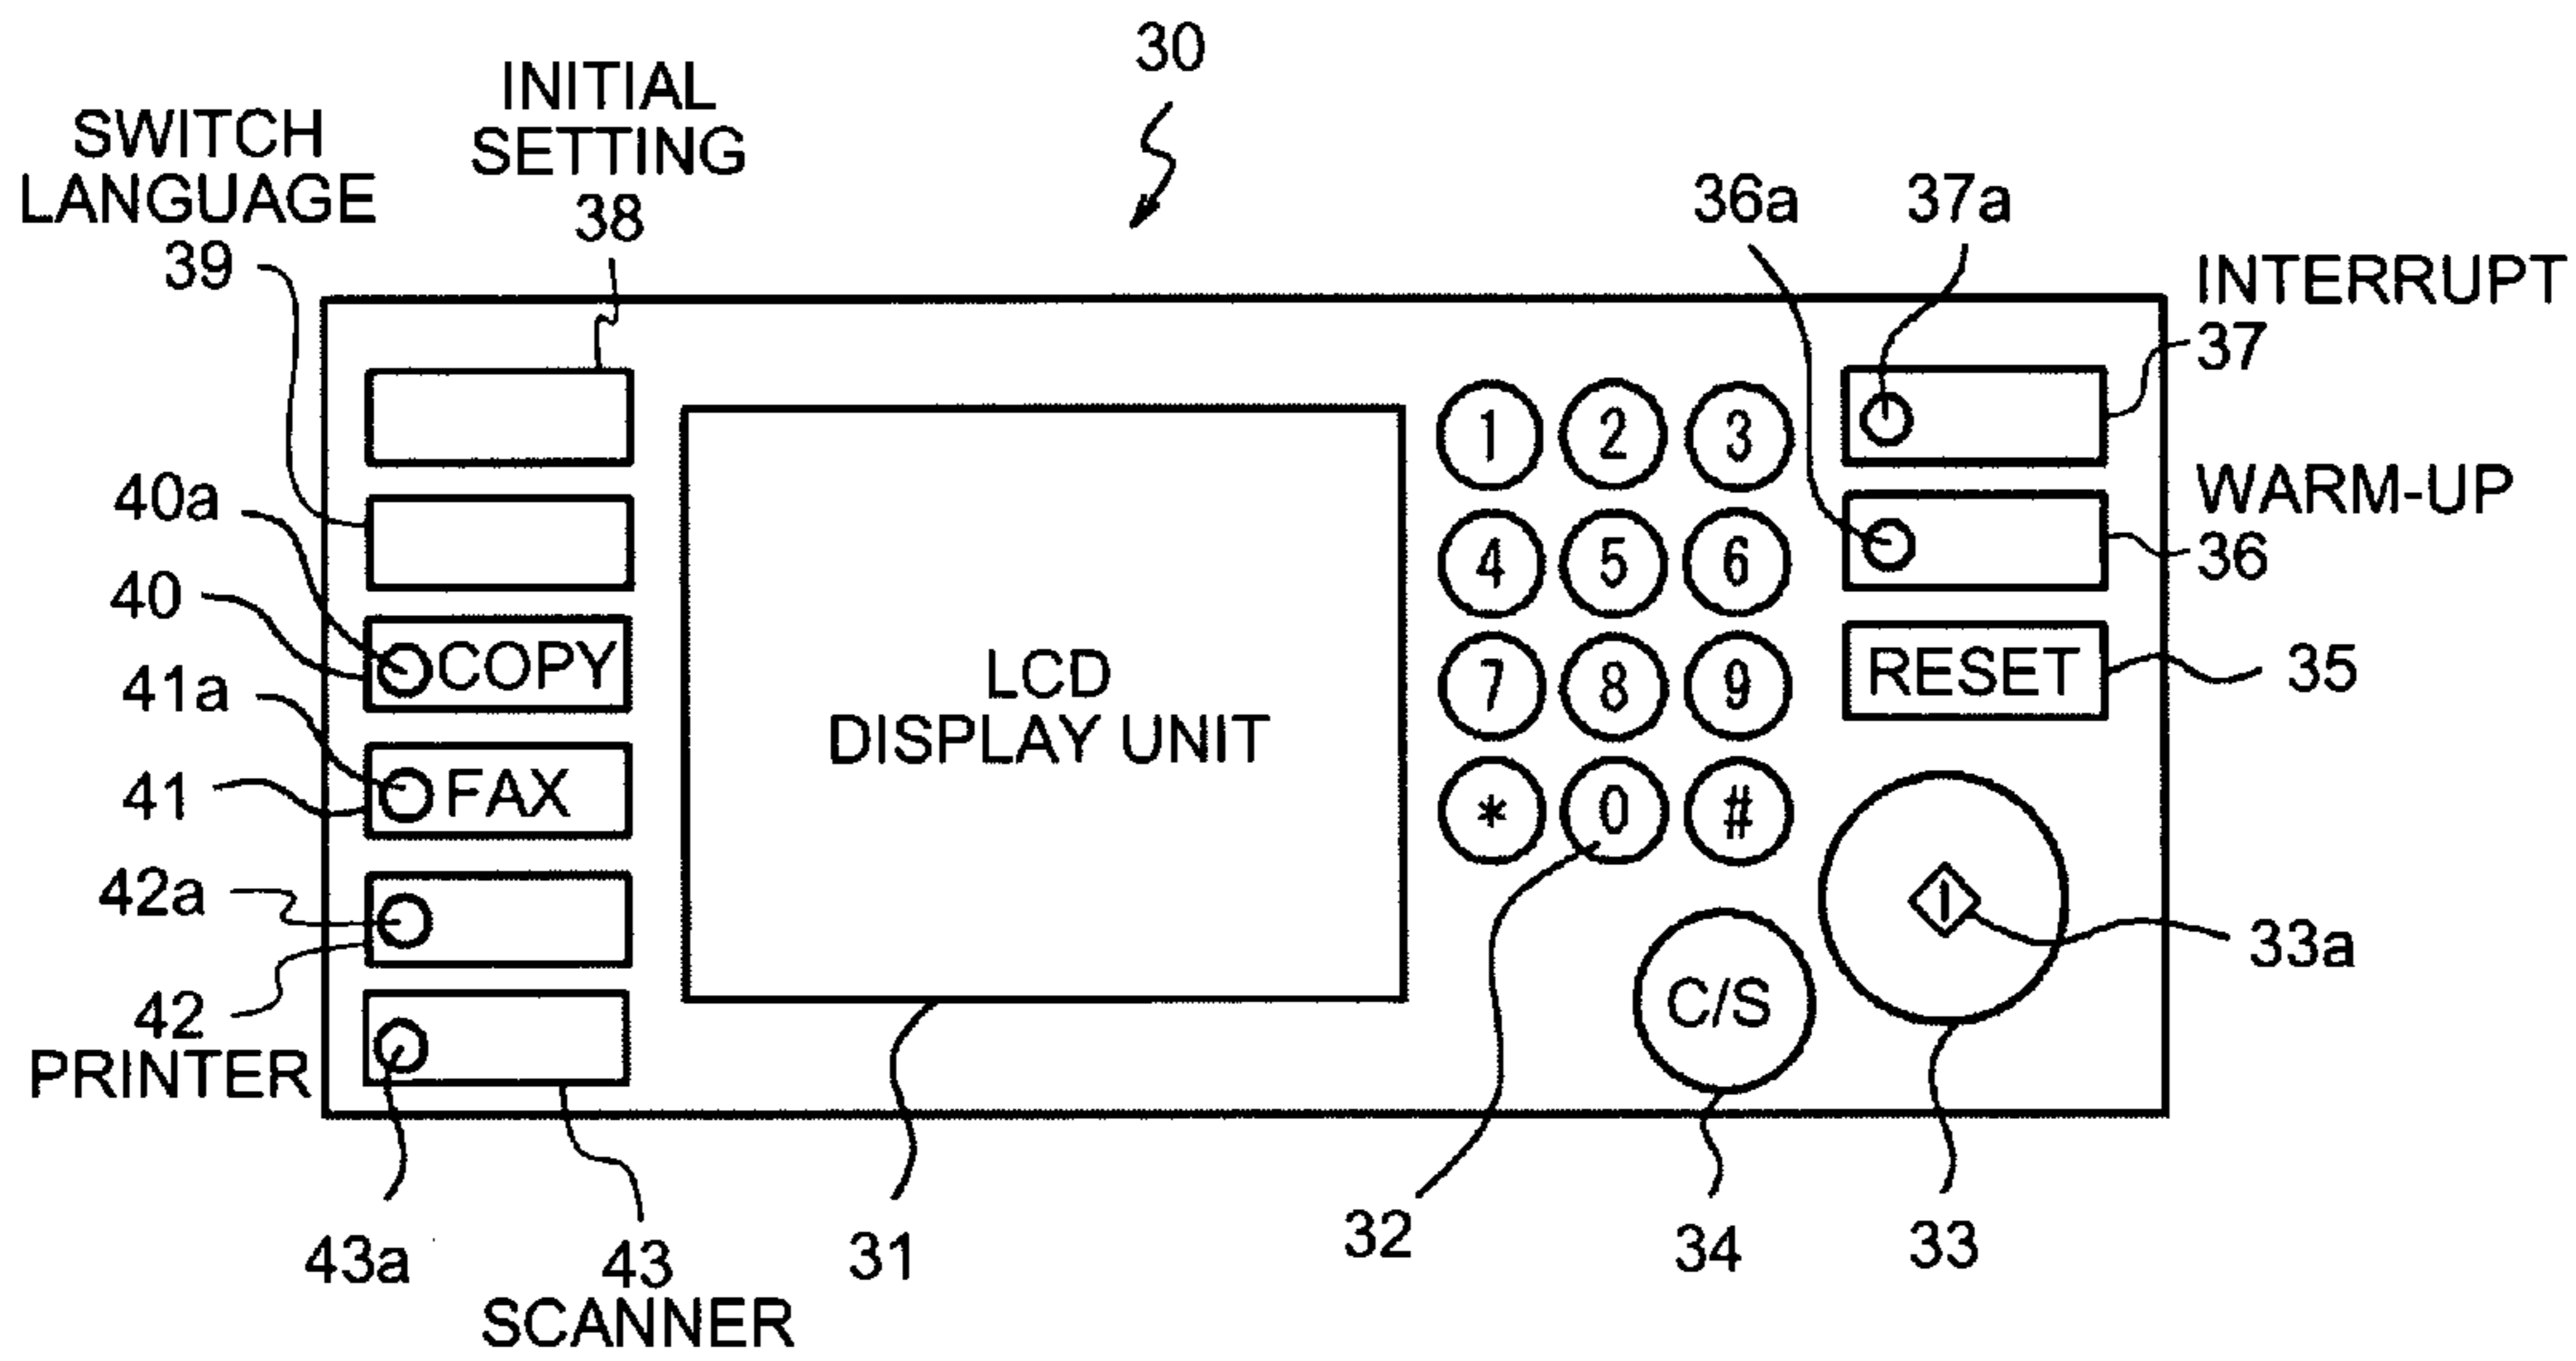 30
INITIAL
SETTING
38
SWITCH
LANGUAGE
39
36a
37a
INTERRUPT
37
WARM-UP
36
40a
40
COPY
41a
41
FAX
42a
42
PRINTER
43a
43
SCANNER
LCD
DISPLAY UNIT
31
1 2 3
4 5 6
7 8 9
* 0 #
32
RESET
35
C/S
34
33a
33